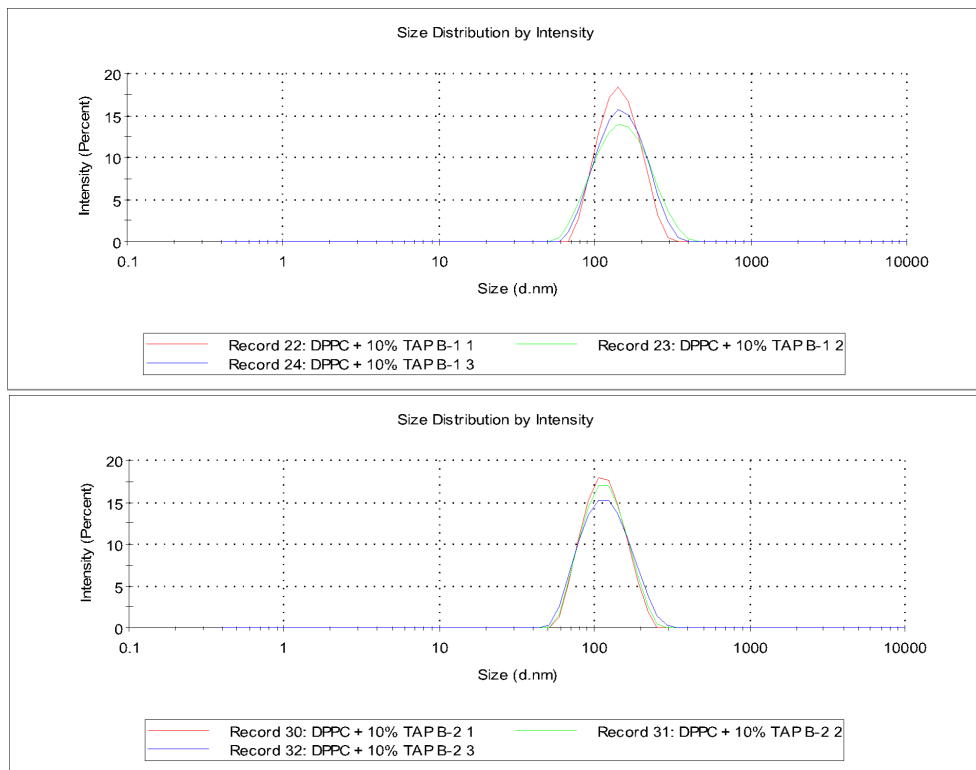 Size Distribution by Intensity
20
15
10
5
0
Intensity (Percent)
0.1 1 10 100 1000 10000
Size (d.nm)
Record 22: DPPC + 10% TAP B-1 1 Record 23: DPPC + 10% TAP B-1 2
Record 24: DPPC + 10% TAP B-1 3
Size Distribution by Intensity
20
15
10
5
0
Intensity (Percent)
0.1 1 10 100 1000 10000
Size (d.nm)
Record 30: DPPC + 10% TAP B-2 1 Record 31: DPPC + 10% TAP B-2 2
Record 32: DPPC + 10% TAP B-2 3